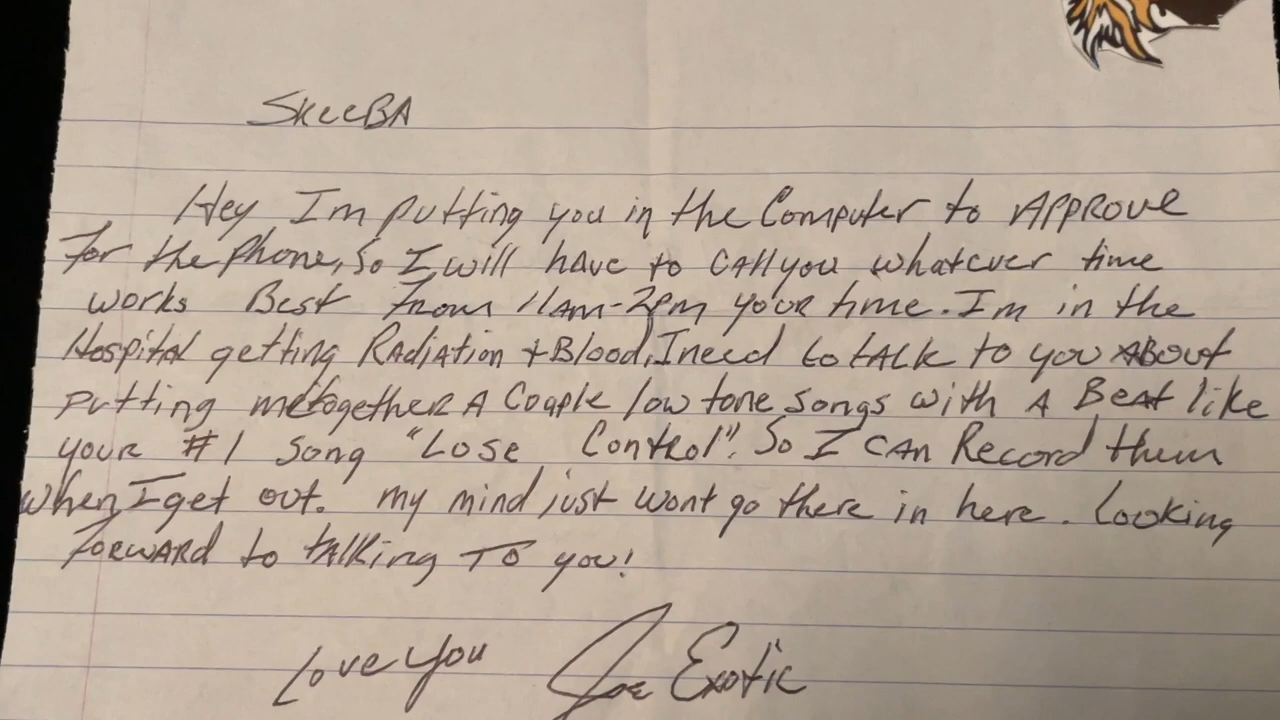 SKeeBA
Hey Im putting you in the Computer to APPROVE
For the Phone, So I will have to CAll you whatever time
works Best From 11AM-2PM your time. Im in the
Hospital getting RADiation + Blood, I need to tALK to you ABOUT
putting me together A Couple low tone songs with A BeAt like
your #1 Song "Lose Control". So I CAN Record them
when I get out. my mind just wont go there in here. Looking
FORWARD to tAlking TO you!
Love You Joe Exotic